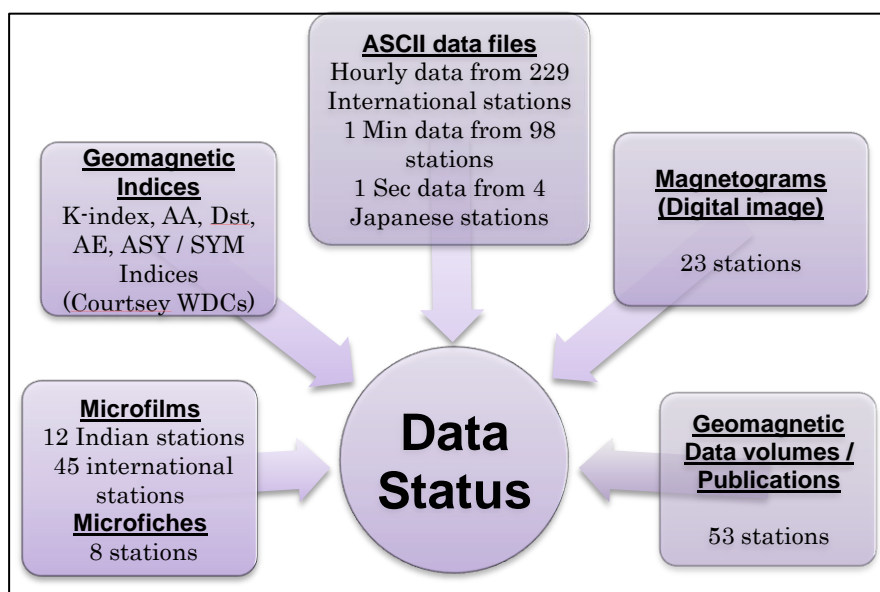 ASCII data files
Hourly data from 229
International stations
1 Min data from 98
stations
1 Sec data from 4
Japanese stations
Geomagnetic
Indices
K-index, AA, Dst,
AE, ASY / SYM
Indices
(Courtsey WDCs)
Magnetograms
(Digital image)
23 stations
Microfilms
12 Indian stations
45 international
stations
Microfiches
8 stations
Data
Status
Geomagnetic
Data volumes /
Publications
53 stations